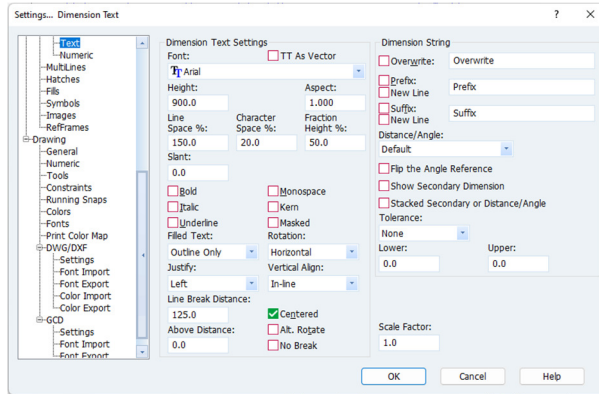 Settings... Dimension Text
Text
Numeric
MultiLines
Hatches
Fills
Symbols
Images
RefFrames
Drawing
General
Numeric
Tools
Constraints
Running Snaps
Colors
Fonts
Print Color Map
DWG/DXF
Settings
Font Import
Font Export
Color Import
Color Export
GCD
Settings
Font Import
Font Export
Dimension Text Settings
Font:
TT As Vector
Arial
Height:
Aspect:
900.0
1.000
Line Space %:
Character Space %:
Fraction Height %:
150.0
20.0
50.0
Slant:
0.0
Bold
Monospace
Italic
Kern
Underline
Masked
Filled Text:
Rotation:
Outline Only
Horizontal
Justify:
Vertical Align:
Left
In-line
Line Break Distance:
125.0
Centered
Above Distance:
Alt. Rotate
0.0
No Break
Dimension String
Overwrite:
Overwrite
Prefix:
New Line
Prefix
Suffix:
New Line
Suffix
Distance/Angle:
Default
Flip the Angle Reference
Show Secondary Dimension
Stacked Secondary or Distance/Angle
Tolerance:
None
Lower:
Upper:
0.0
0.0
Scale Factor:
1.0
OK
Cancel
Help